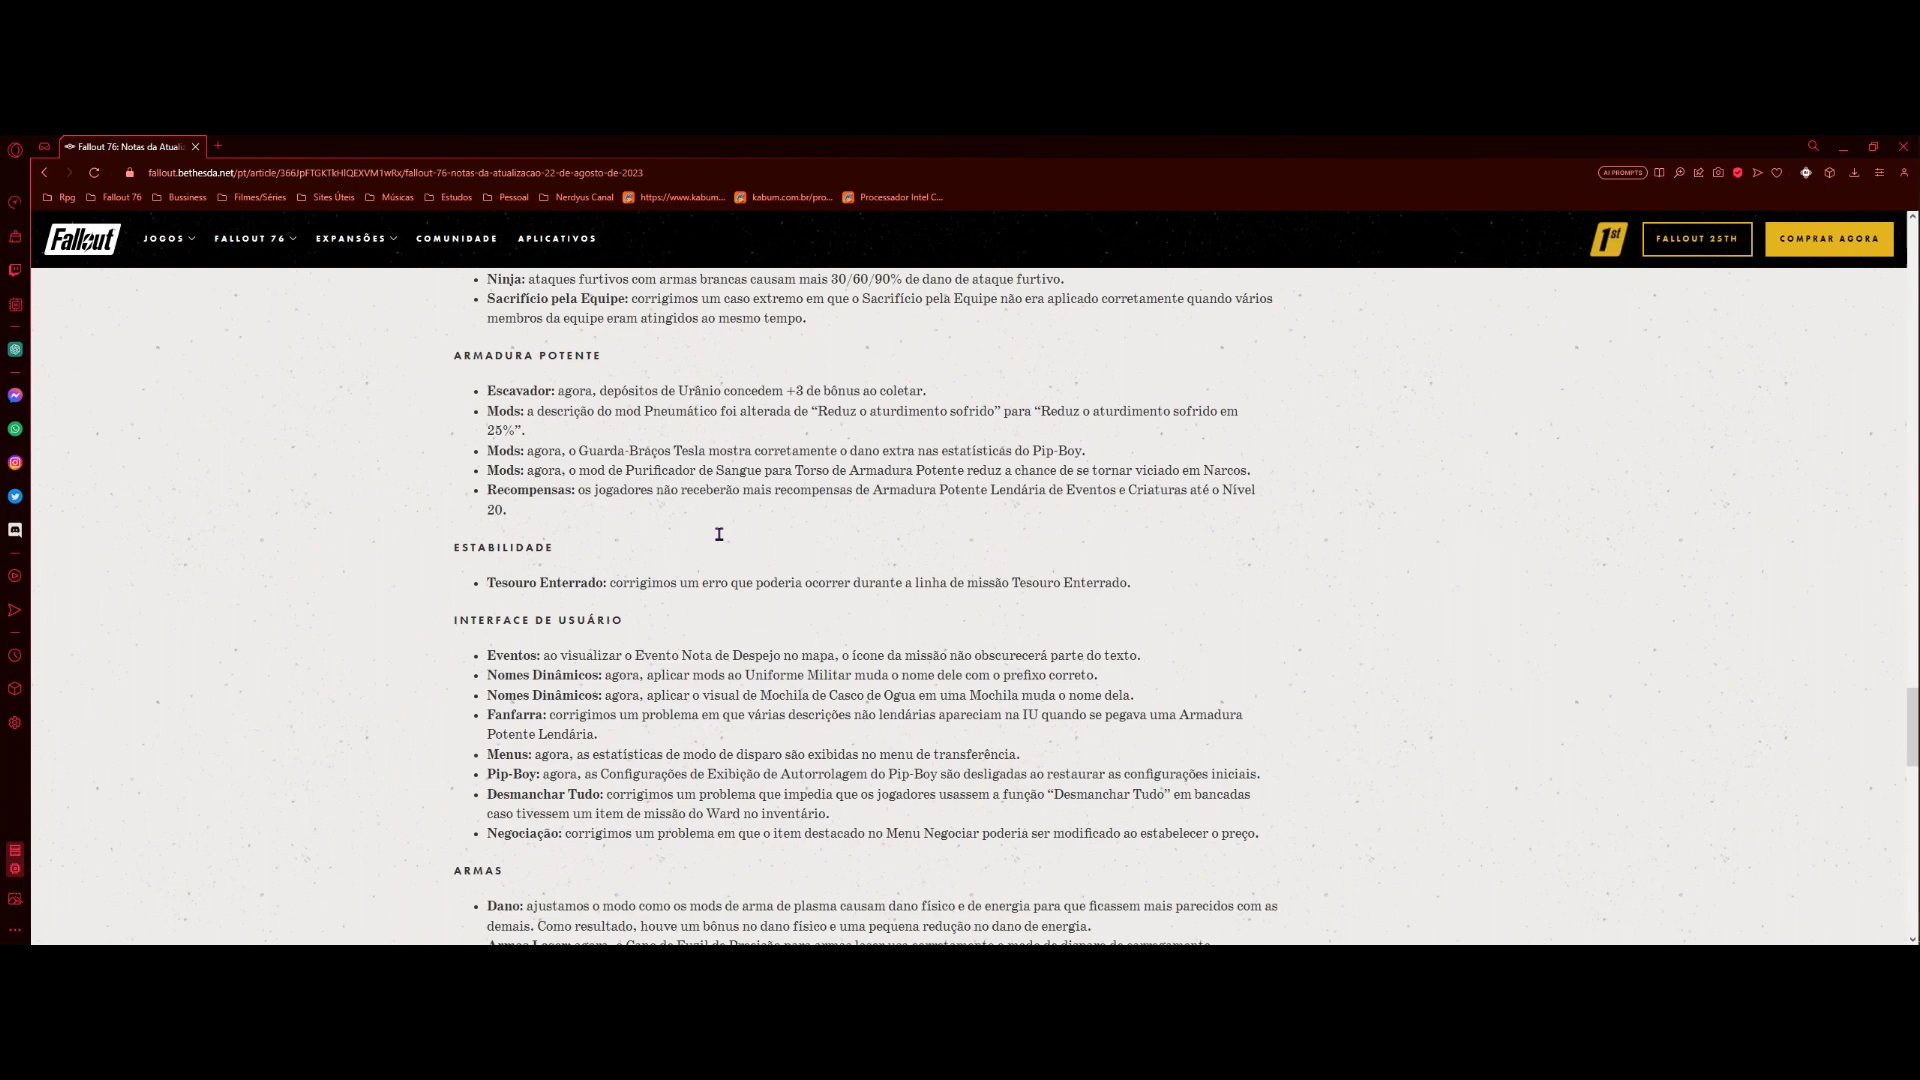 Fallout 76: Notas da Atuali
fallout.bethesda.net/pt/article/366JpFTGKTkHlQEXVM1wRx/fallout-76-notas-da-atualizacao-22-de-agosto-de-2023
AI PROMPTS
Rpg Fallout 76 Bussiness Filmes/Séries Sites Úteis Músicas Estudos Pessoal Nerdyus Canal https://www.kabum... kabum.com.br/pro... Processador Intel C...
Fallout JOGOS FALLOUT 76 EXPANSÕES COMUNIDADE APLICATIVOS 1st FALLOUT 25TH COMPRAR AGORA
• Ninja: ataques furtivos com armas brancas causam mais 30/60/90% de dano de ataque furtivo.
• Sacrifício pela Equipe: corrigimos um caso extremo em que o Sacrifício pela Equipe não era aplicado corretamente quando vários
membros da equipe eram atingidos ao mesmo tempo.
ARMADURA POTENTE
• Escavador: agora, depósitos de Urânio concedem +3 de bônus ao coletar.
• Mods: a descrição do mod Pneumático foi alterada de “Reduz o aturdimento sofrido” para “Reduz o aturdimento sofrido em
25%”.
• Mods: agora, o Guarda-Braços Tesla mostra corretamente o dano extra nas estatísticas do Pip-Boy.
• Mods: agora, o mod de Purificador de Sangue para Torso de Armadura Potente reduz a chance de se tornar viciado em Narcos.
• Recompensas: os jogadores não receberão mais recompensas de Armadura Potente Lendária de Eventos e Criaturas até o Nível
20.
ESTABILIDADE
• Tesouro Enterrado: corrigimos um erro que poderia ocorrer durante a linha de missão Tesouro Enterrado.
INTERFACE DE USUÁRIO
• Eventos: ao visualizar o Evento Nota de Despejo no mapa, o ícone da missão não obscurecerá parte do texto.
• Nomes Dinâmicos: agora, aplicar mods ao Uniforme Militar muda o nome dele com o prefixo correto.
• Nomes Dinâmicos: agora, aplicar o visual de Mochila de Casco de Ogua em uma Mochila muda o nome dela.
• Fanfarra: corrigimos um problema em que várias descrições não lendárias apareciam na IU quando se pegava uma Armadura
Potente Lendária.
• Menus: agora, as estatísticas de modo de disparo são exibidas no menu de transferência.
• Pip-Boy: agora, as Configurações de Exibição de Autorrolagem do Pip-Boy são desligadas ao restaurar as configurações iniciais.
• Desmanchar Tudo: corrigimos um problema que impedia que os jogadores usassem a função “Desmanchar Tudo” em bancadas
caso tivessem um item de missão do Ward no inventário.
• Negociação: corrigimos um problema em que o item destacado no Menu Negociar poderia ser modificado ao estabelecer o preço.
ARMAS
• Dano: ajustamos o modo como os mods de arma de plasma causam dano físico e de energia para que ficassem mais parecidos com as
demais. Como resultado, houve um bônus no dano físico e uma pequena redução no dano de energia.